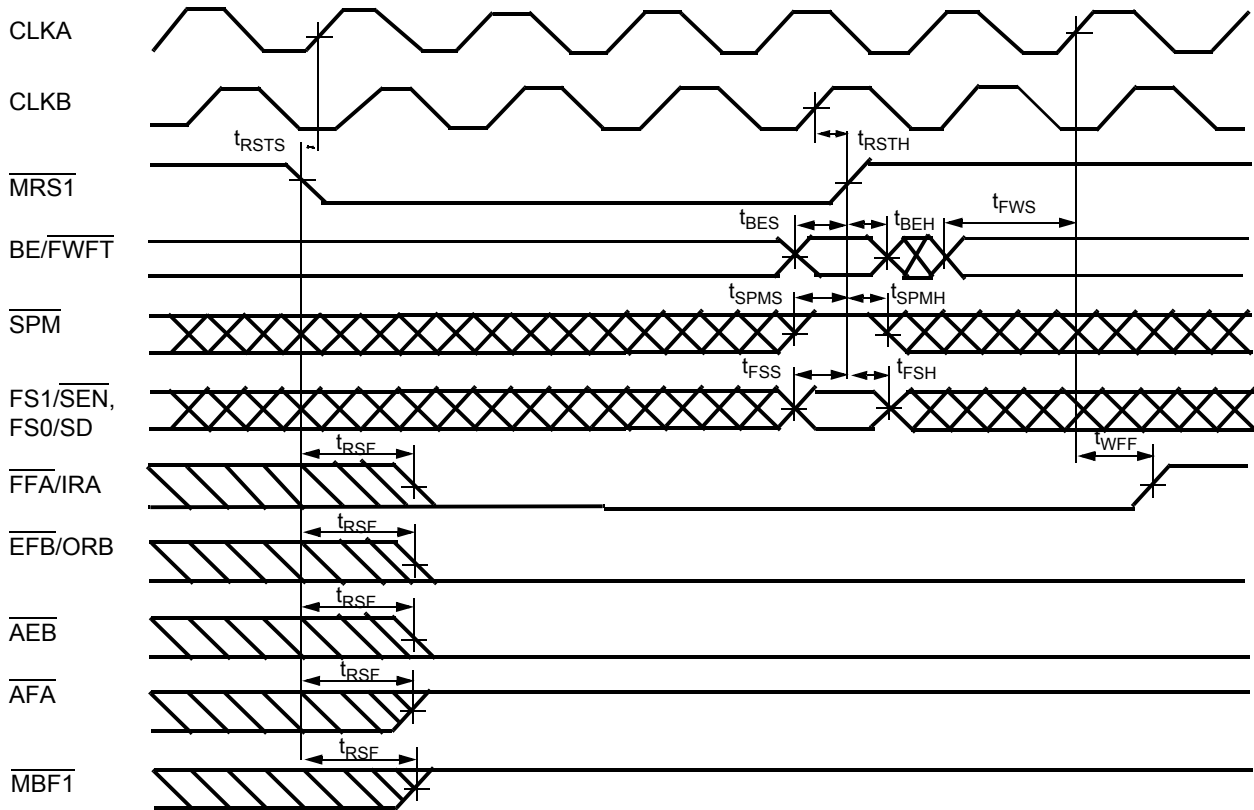 CLKA
CLKB
tRSTS
tRSTH
MRS1
tFWS
tBES
tBEH
BE/FWFT
tSPMS
tSPMH
SPM
tFSS
tFSH
FS1/SEN,
FS0/SD
tRSF
tWFF
FFA/IRA
tRSF
EFB/ORB
tRSF
AEB
tRSF
AFA
tRSF
MBF1